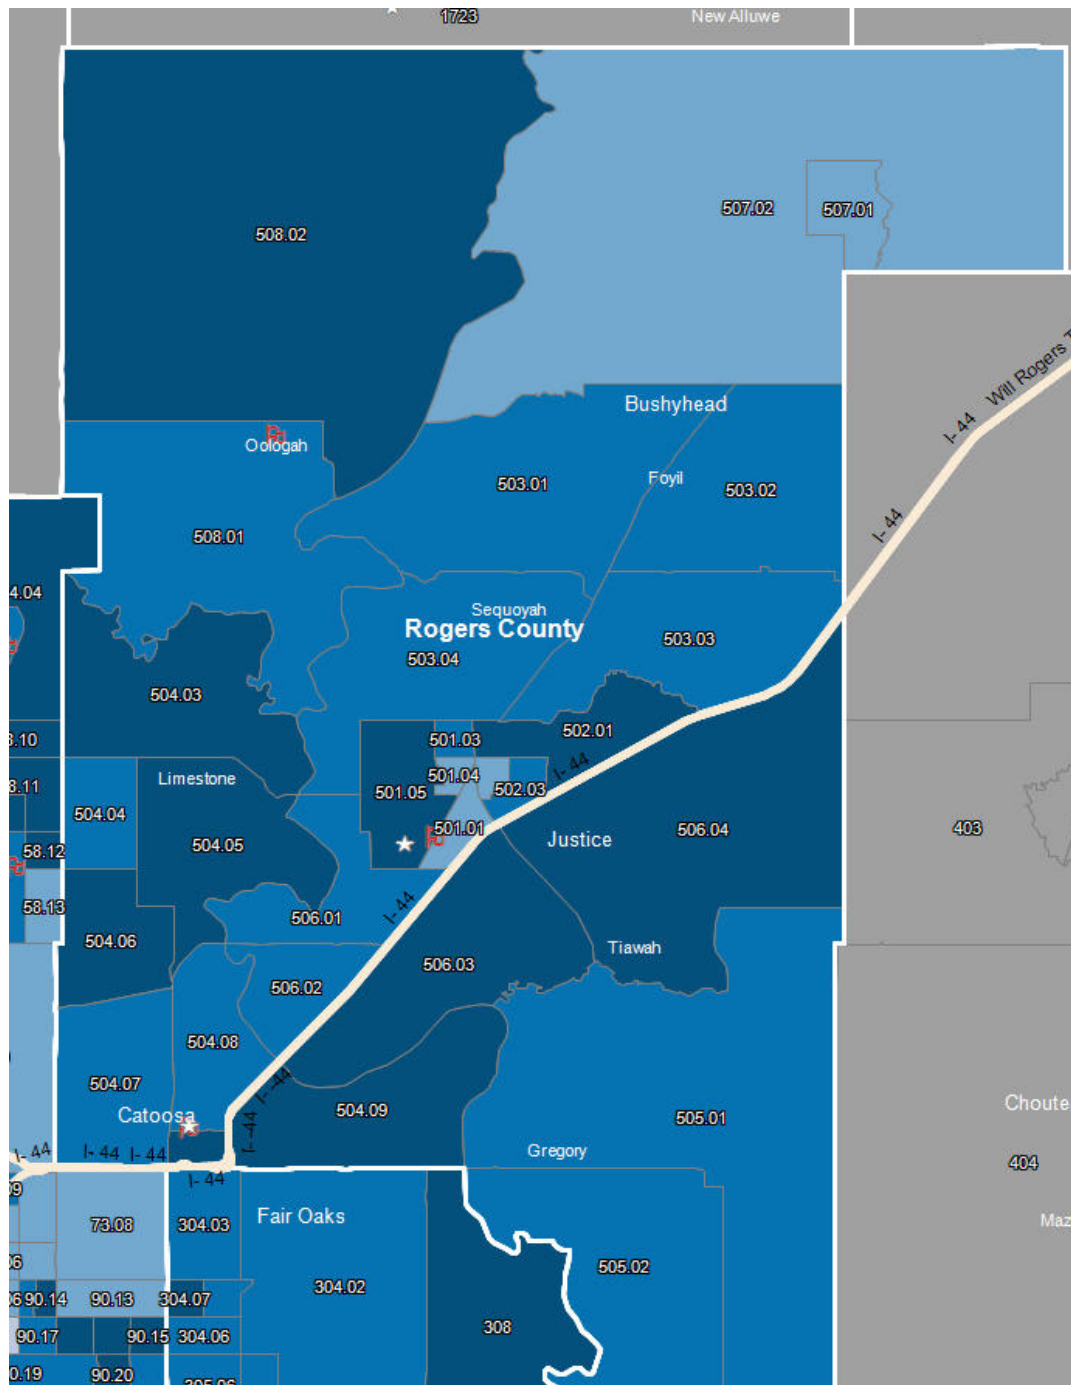 1723
New Alluwe
508.02
507.02
507.01
Will Rogers T
I- 44
Bushyhead
Oologah
Foyil
503.01
503.02
I- 44
508.01
4.04
Sequoyah
Rogers County
503.03
503.04
504.03
502.01
501.03
3.10
I- 44
501.04
Limestone
502.03
3.11
501.05
504.04
501.01
506.04
403
Justice
504.05
58.12
58.13
I- 44
506.01
504.06
Tiawah
506.03
506.02
504.08
504.07
I- 44
Choute
504.09
Catoosa
505.01
I- 44
I- 44
I- 44
I- 44
Gregory
404
I- 44
09
Fair Oaks
73.08
304.03
Maz
06
505.02
304.02
06
90.14
90.13
304.07
308
90.17
90.15
304.06
0.19
90.20
305.06